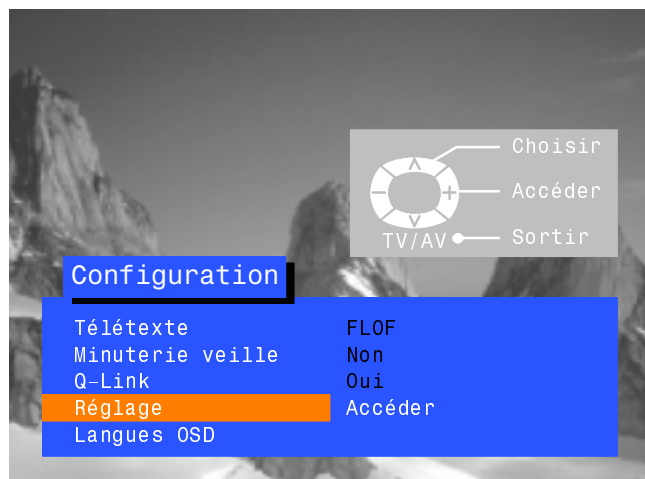 Choisir
Accéder
TV/AV Sortir
Configuration
Télétexte FLOF
Minuterie veille Non
Q-Link Oui
Réglage Accéder
Langues OSD